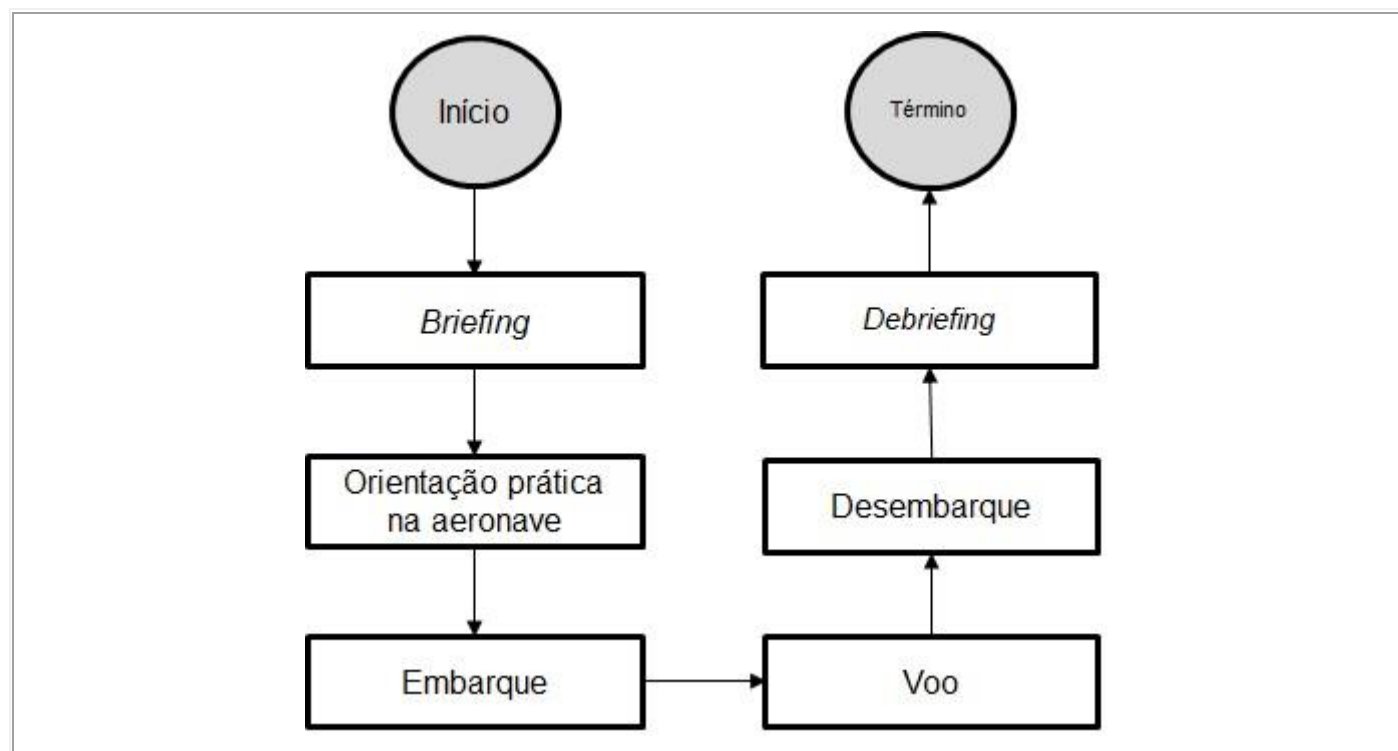 Início
Briefing
Orientação prática
na aeronave
Embarque
Voo
Desembarque
Debriefing
Término